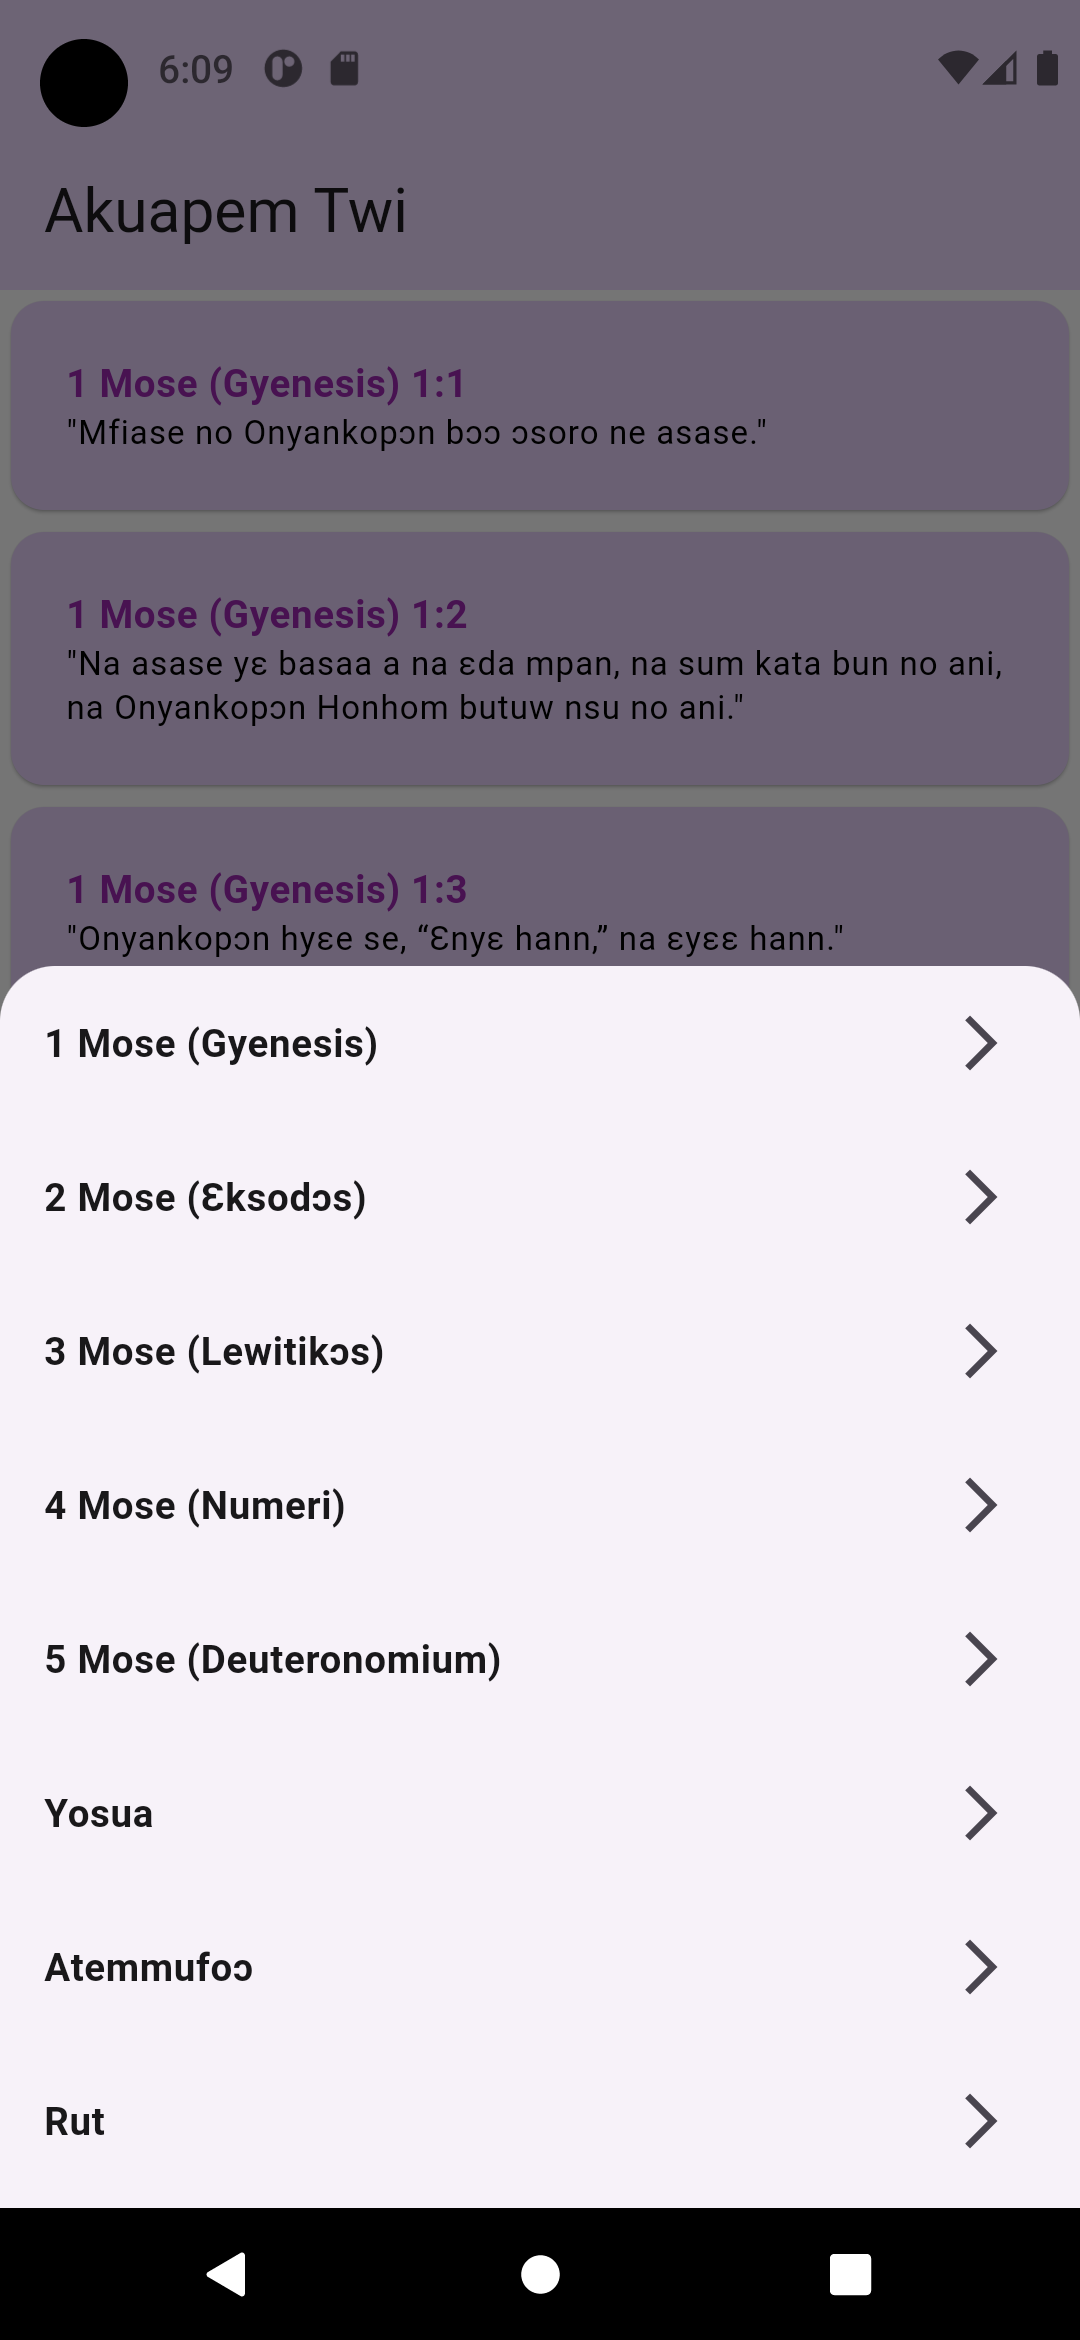 6:09
Akuapem Twi
1 Mose (Gyenesis) 1:1
"Mfiase no Onyankopɔn bɔɔ ɔsoro ne asase."
1 Mose (Gyenesis) 1:2
"Na asase yɛ basaa a na ɛda mpan, na sum kata bun no ani,
na Onyankopɔn Honhom butuw nsu no ani."
1 Mose (Gyenesis) 1:3
"Onyankopɔn hyɛe se, “Ɛnyɛ hann,” na ɛyɛɛ hann."
1 Mose (Gyenesis)
2 Mose (Ɛksodɔs)
3 Mose (Lewitikɔs)
4 Mose (Numeri)
5 Mose (Deuteronomium)
Yosua
Atemmufoɔ
Rut